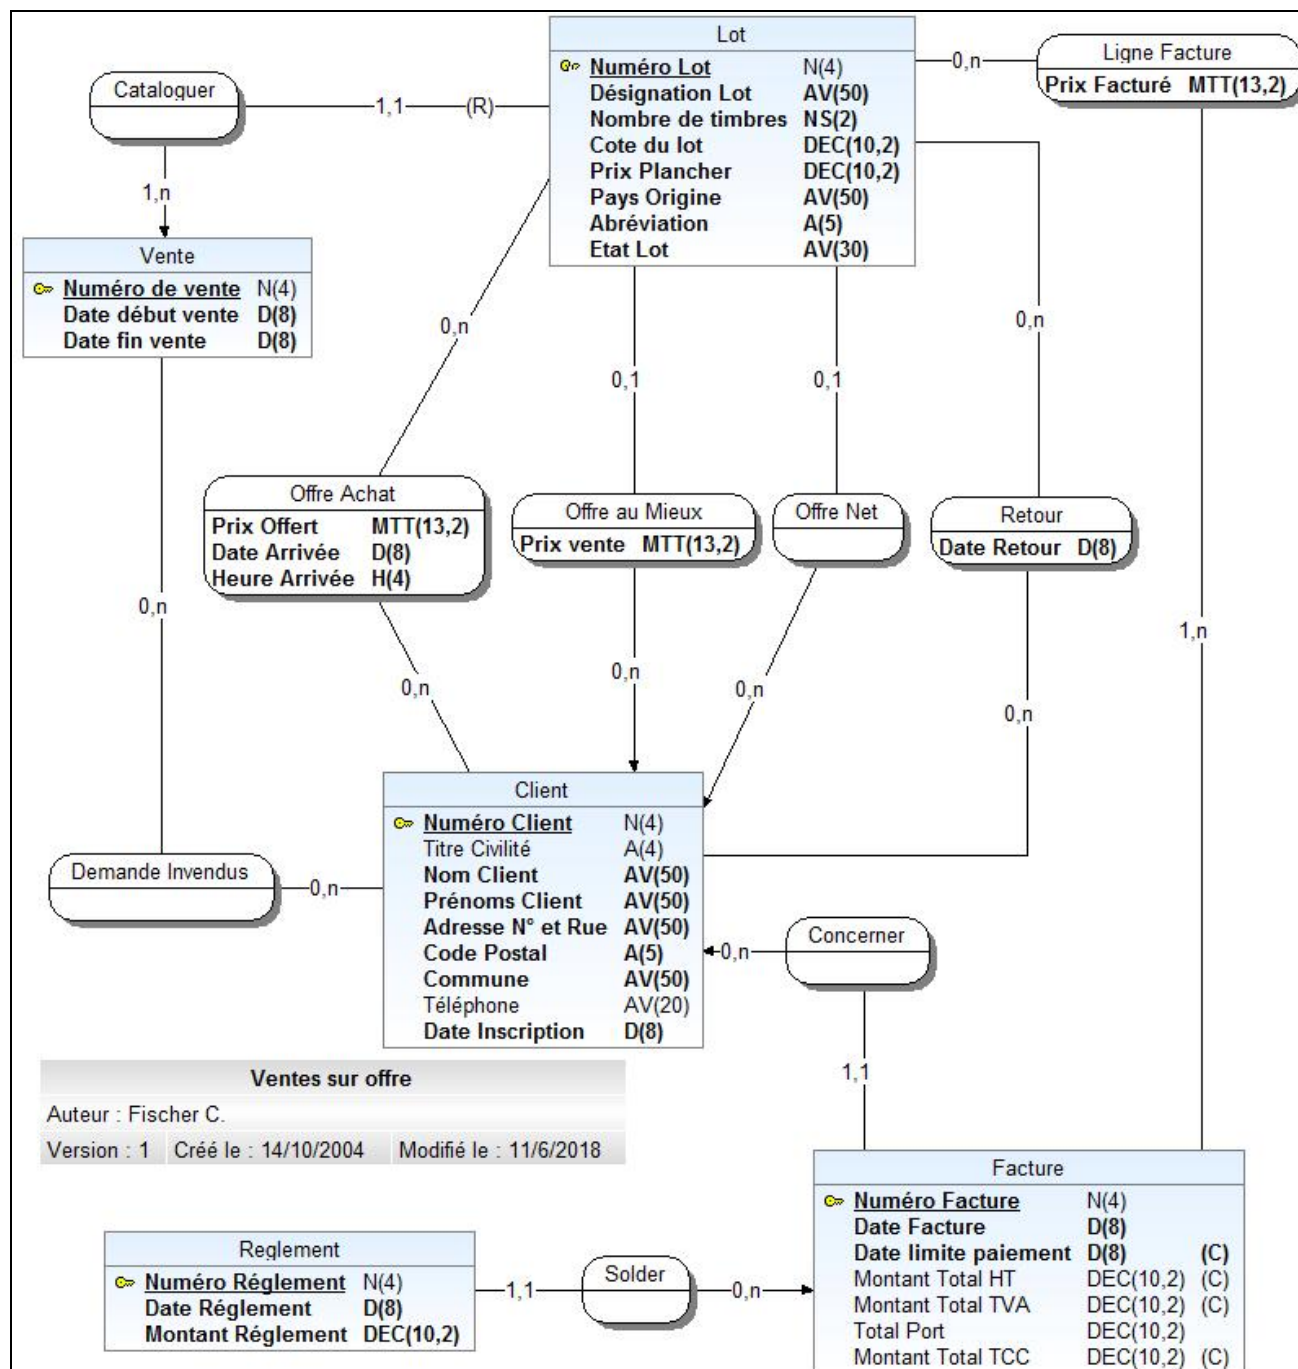 Lot
Numéro Lot N(4)
Désignation Lot AV(50)
Nombre de timbres NS(2)
Cote du lot DEC(10,2)
Prix Plancher DEC(10,2)
Pays Origine AV(50)
Abréviation A(5)
Etat Lot AV(30)
0,n
Ligne Facture
Prix Facturé MTT(13,2)
Cataloguer
1,1 (R)
1,n
Vente
Numéro de vente N(4)
Date début vente D(8)
Date fin vente D(8)
0,n
0,n
0,1
0,1
Offre Achat
Prix Offert MTT(13,2)
Date Arrivée D(8)
Heure Arrivée H(4)
Offre au Mieux
Prix vente MTT(13,2)
Offre Net
Retour
Date Retour D(8)
0,n
1,n
0,n
0,n
0,n
0,n
Client
Numéro Client N(4)
Titre Civilité A(4)
Nom Client AV(50)
Prénoms Client AV(50)
Adresse N° et Rue AV(50)
Code Postal A(5)
Commune AV(50)
Téléphone AV(20)
Date Inscription D(8)
Demande Invendus
0,n
0,n
Concerner
1,1
Ventes sur offre
Auteur : Fischer C.
Version : 1 Créé le : 14/10/2004 Modifié le : 11/6/2018
Facture
Numéro Facture N(4)
Date Facture D(8)
Date limite paiement D(8) (C)
Montant Total HT DEC(10,2) (C)
Montant Total TVA DEC(10,2) (C)
Total Port DEC(10,2)
Montant Total TCC DEC(10,2) (C)
Reglement
Numéro Réglement N(4)
Date Réglement D(8)
Montant Réglement DEC(10,2)
1,1
Solder
0,n